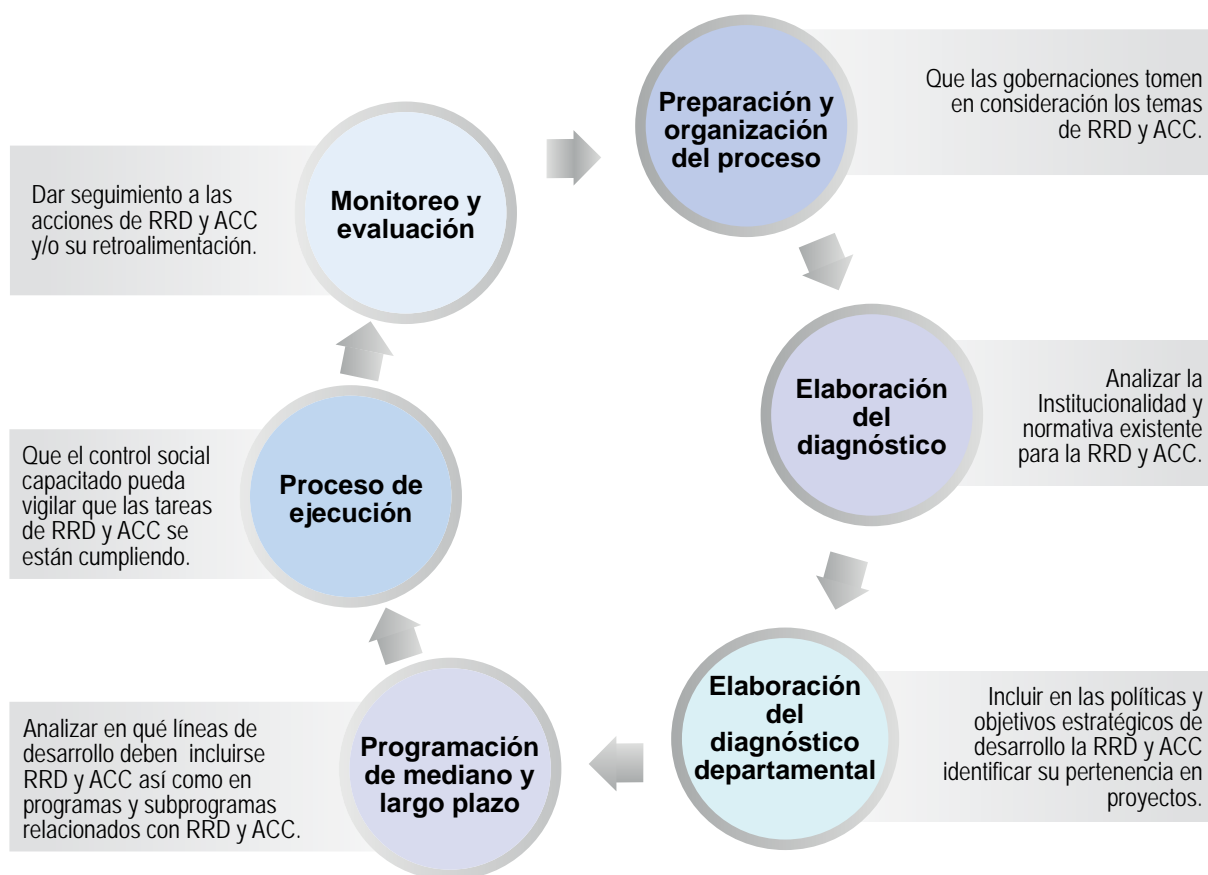 Preparación y
organización
del proceso
Que las gobernaciones tomen
en consideración los temas
de RRD y ACC.
Elaboración
del
diagnóstico
Analizar la
Institucionalidad y
normativa existente
para la RRD y ACC.
Elaboración
del
diagnóstico
departamental
Incluir en las políticas y
objetivos estratégicos de
desarrollo la RRD y ACC
identificar su pertenencia en
proyectos.
Programación
de mediano y
largo plazo
Analizar en qué líneas de
desarrollo deben incluirse
RRD y ACC así como en
programas y subprogramas
relacionados con RRD y ACC.
Proceso de
ejecución
Que el control social
capacitado pueda
vigilar que las tareas
de RRD y ACC se
están cumpliendo.
Monitoreo y
evaluación
Dar seguimiento a las
acciones de RRD y ACC
y/o su retroalimentación.